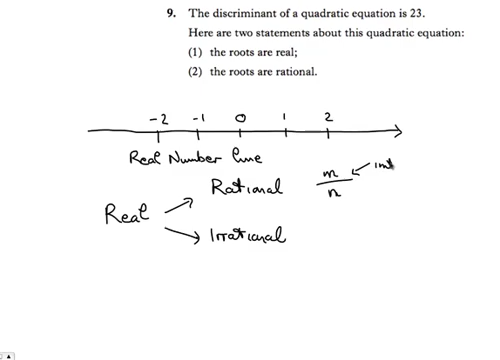 9. The discriminant of a quadratic equation is 23.
Here are two statements about this quadratic equation:
(1) the roots are real;
(2) the roots are rational.
-2 -1 0 1 2
Real Number line
Rational
m
n
int
Real
Irrational